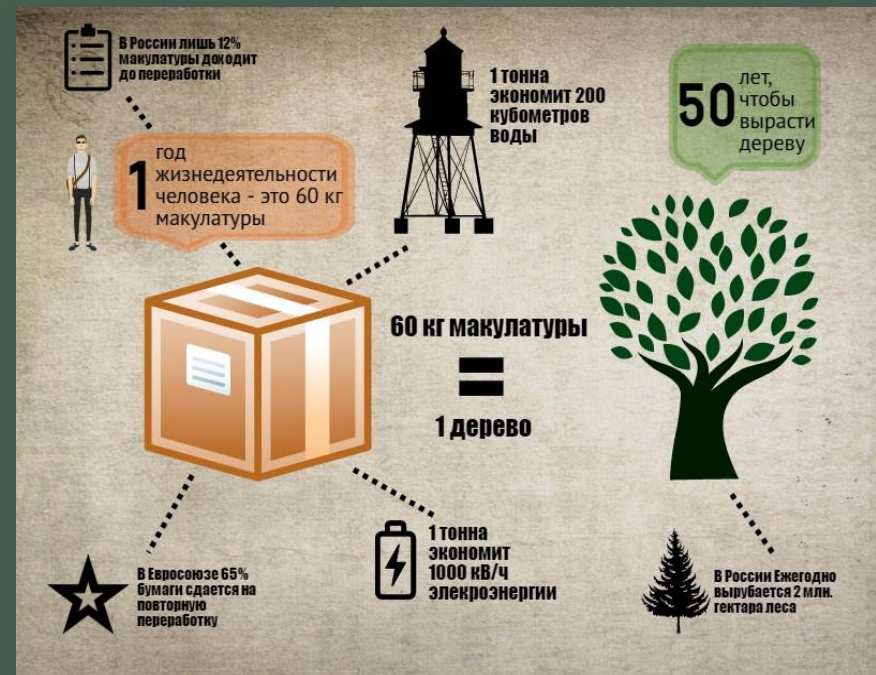 В России лишь 12%
макулатуры доходит
до переработки
1 тонна
экономит 200
кубометров
воды
50
лет,
чтобы
вырасти
дереву
1
год
жизнедеятельности
человека - это 60 кг
макулатуры
60 кг макулатуры
=
1 дерево
1 тонна
экономит
1000 кВ/ч
элекроэнергии
В Евросоюзе 65%
бумаги сдается на
повторную
переработку
В России Ежегодно
вырубается 2 млн.
гектара леса